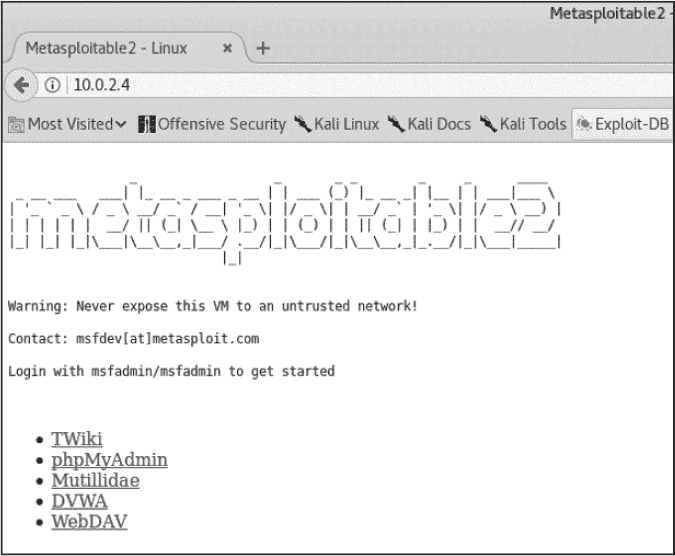 Metasploitable2 -
Metasploitable2 - Linux × +
10.0.2.4
Most Visited Offensive Security Kali Linux Kali Docs Kali Tools Exploit-DB
metasploitable2
Warning: Never expose this VM to an untrusted network!
Contact: msfdev[at]metasploit.com
Login with msfadmin/msfadmin to get started
• TWiki
• phpMyAdmin
• Mutillidae
• DVWA
• WebDAV